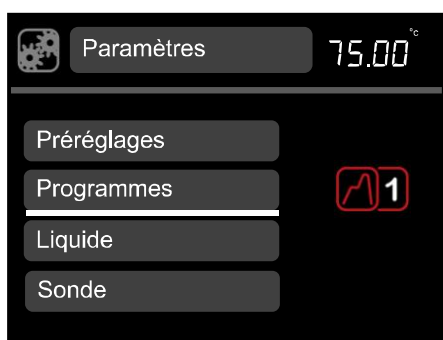 Paramètres 75.00 °c
Préréglages
Programmes 1
Liquide
Sonde